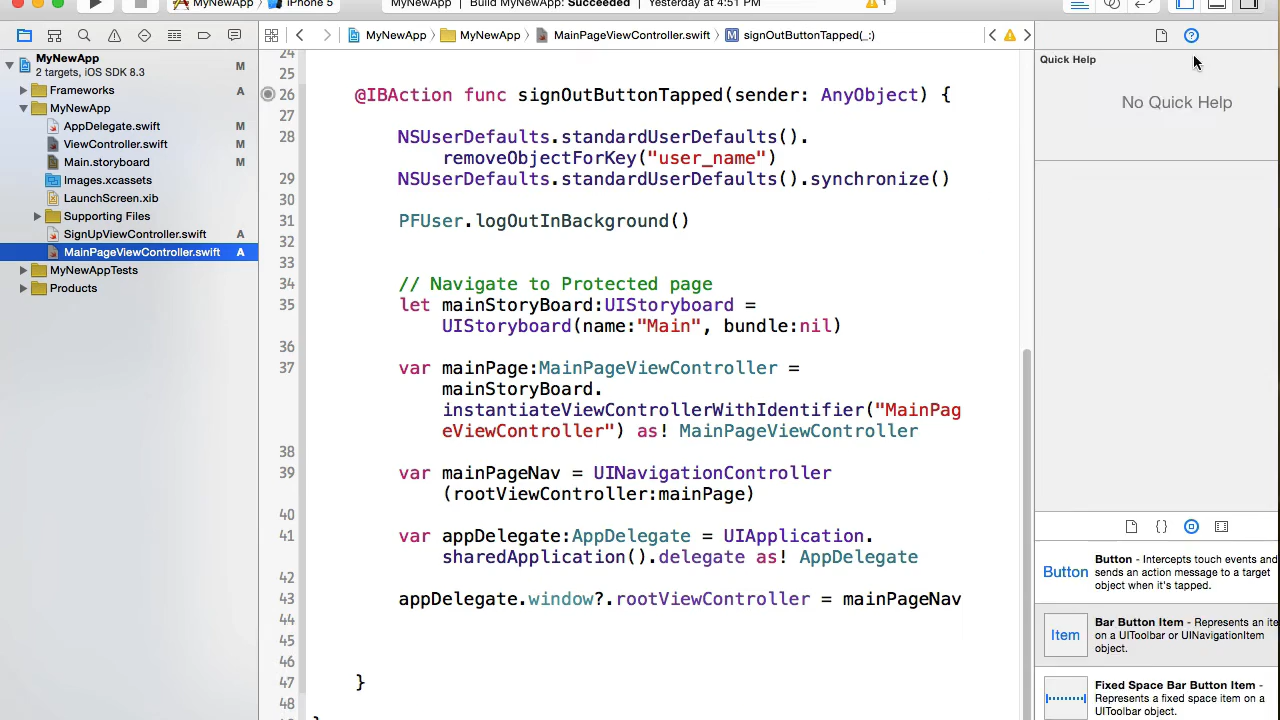 MyNewApp
iPhone 5
MyNewApp | Build MyNewApp: Succeeded | Yesterday at 4:51 PM
1
MyNewApp
MyNewApp
MainPageViewController.swift
M signOutButtonTapped(_:)
MyNewApp
M
2 targets, iOS SDK 8.3
Frameworks
A
MyNewApp
AppDelegate.swift
M
ViewController.swift
M
Main.storyboard
M
Images.xcassets
LaunchScreen.xib
Supporting Files
SignUpViewController.swift
A
MainPageViewController.swift
A
MyNewAppTests
Products
24
25
26 @IBAction func signOutButtonTapped(sender: AnyObject) {
27
28 NSUserDefaults.standardUserDefaults().
removeObjectForKey("user_name")
29 NSUserDefaults.standardUserDefaults().synchronize()
30
31 PFUser.logOutInBackground()
32
33
34 // Navigate to Protected page
35 let mainStoryBoard:UIStoryboard =
UIStoryboard(name:"Main", bundle:nil)
36
37 var mainPage:MainPageViewController =
mainStoryBoard.
instantiateViewControllerWithIdentifier("MainPag
eViewController") as! MainPageViewController
38
39 var mainPageNav = UINavigationController
(rootViewController:mainPage)
40
41 var appDelegate:AppDelegate = UIApplication.
sharedApplication().delegate as! AppDelegate
42
43 appDelegate.window?.rootViewController = mainPageNav
44
45
46
47 }
48
Quick Help
No Quick Help
Button
Button - Intercepts touch events and
sends an action message to a target
object when it's tapped.
Item
Bar Button Item - Represents an ite
on a UIToolbar or UINavigationItem
object.
Fixed Space Bar Button Item -
Represents a fixed space item on a
UIToolbar object.